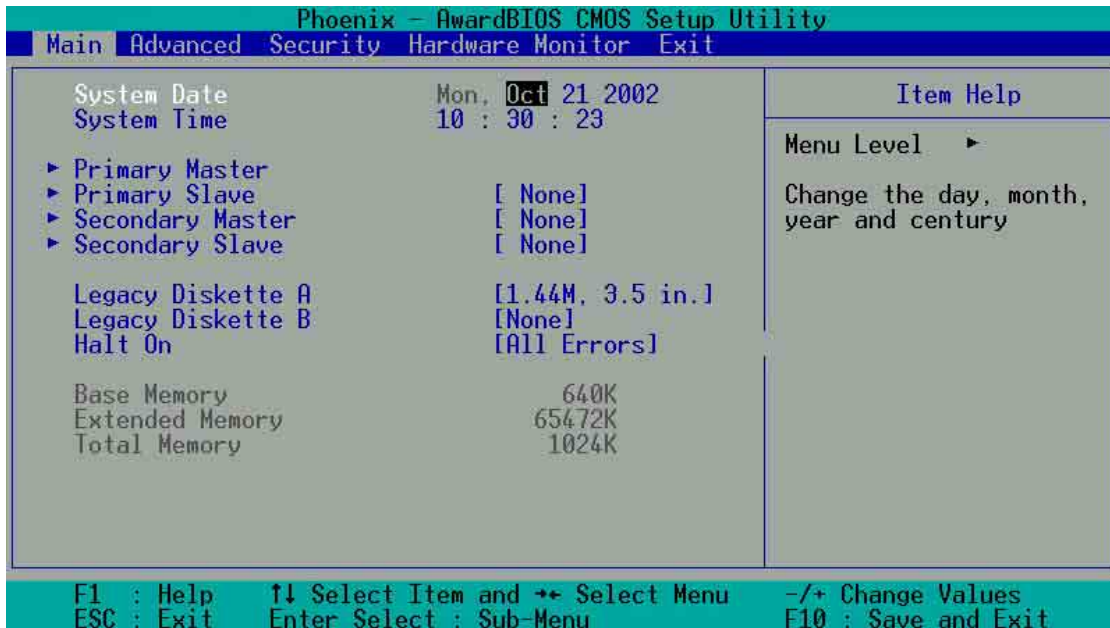 Phoenix - AwardBIOS CMOS Setup Utility
Main Advanced Security Hardware Monitor Exit
System Date Mon, Oct 21 2002
System Time 10 : 30 : 23
► Primary Master
► Primary Slave [ None]
► Secondary Master [ None]
► Secondary Slave [ None]
Legacy Diskette A [1.44M, 3.5 in.]
Legacy Diskette B [None]
Halt On [All Errors]
Base Memory 640K
Extended Memory 65472K
Total Memory 1024K
Item Help
Menu Level ►
Change the day, month,
year and century
F1 : Help ↑↓ Select Item and →← Select Menu -/+ Change Values
ESC : Exit Enter Select : Sub-Menu F10 : Save and Exit